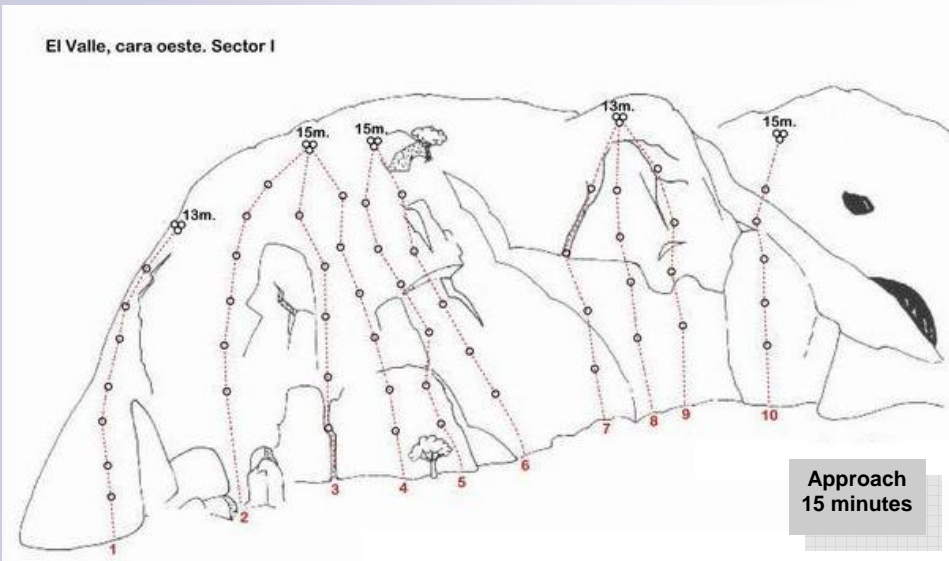 El Valle, cara oeste. Sector I
13m.
15m.
15m.
13m.
15m.
1
2
3
4
5
6
7
8
9
10
Approach
15 minutes